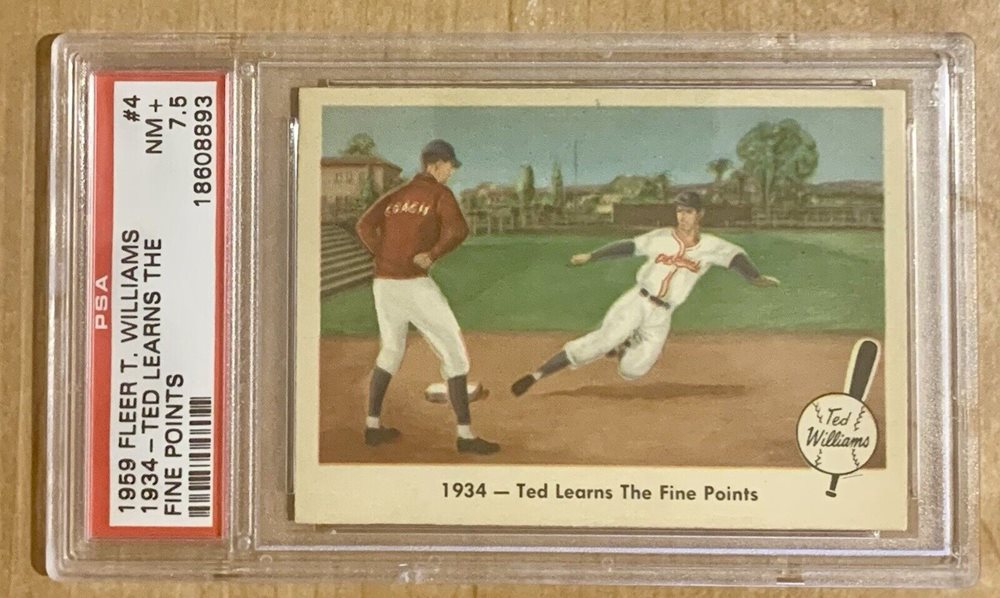 1959 FLEER T. WILLIAMS #4
1934-TED LEARNS THE NM +
FINE POINTS 7.5
18608893
PSA
COACH
Ted
Williams
1934 — Ted Learns The Fine Points